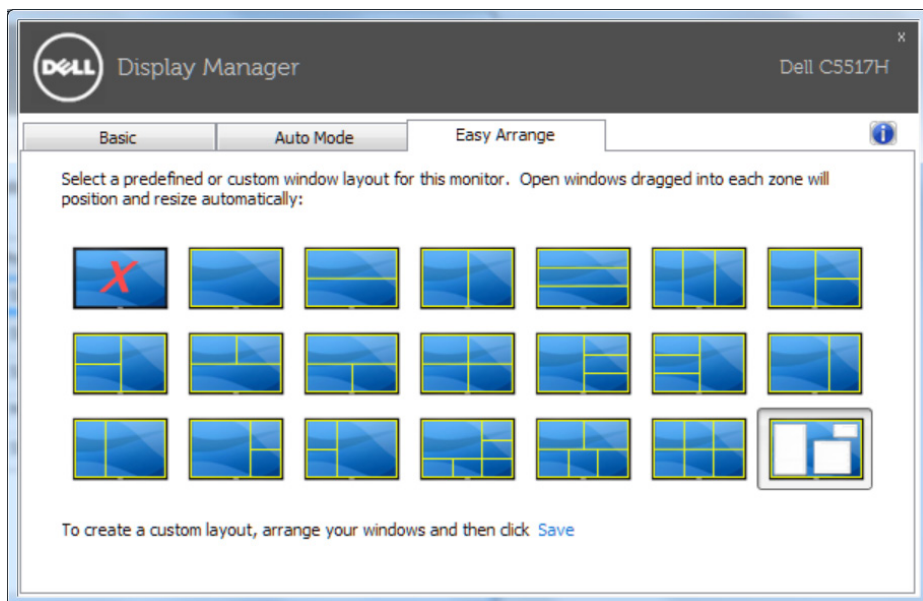 x
DELL
Display Manager
Dell C5517H
Basic
Auto Mode
Easy Arrange
i
Select a predefined or custom window layout for this monitor. Open windows dragged into each zone will
position and resize automatically:
X
To create a custom layout, arrange your windows and then click Save